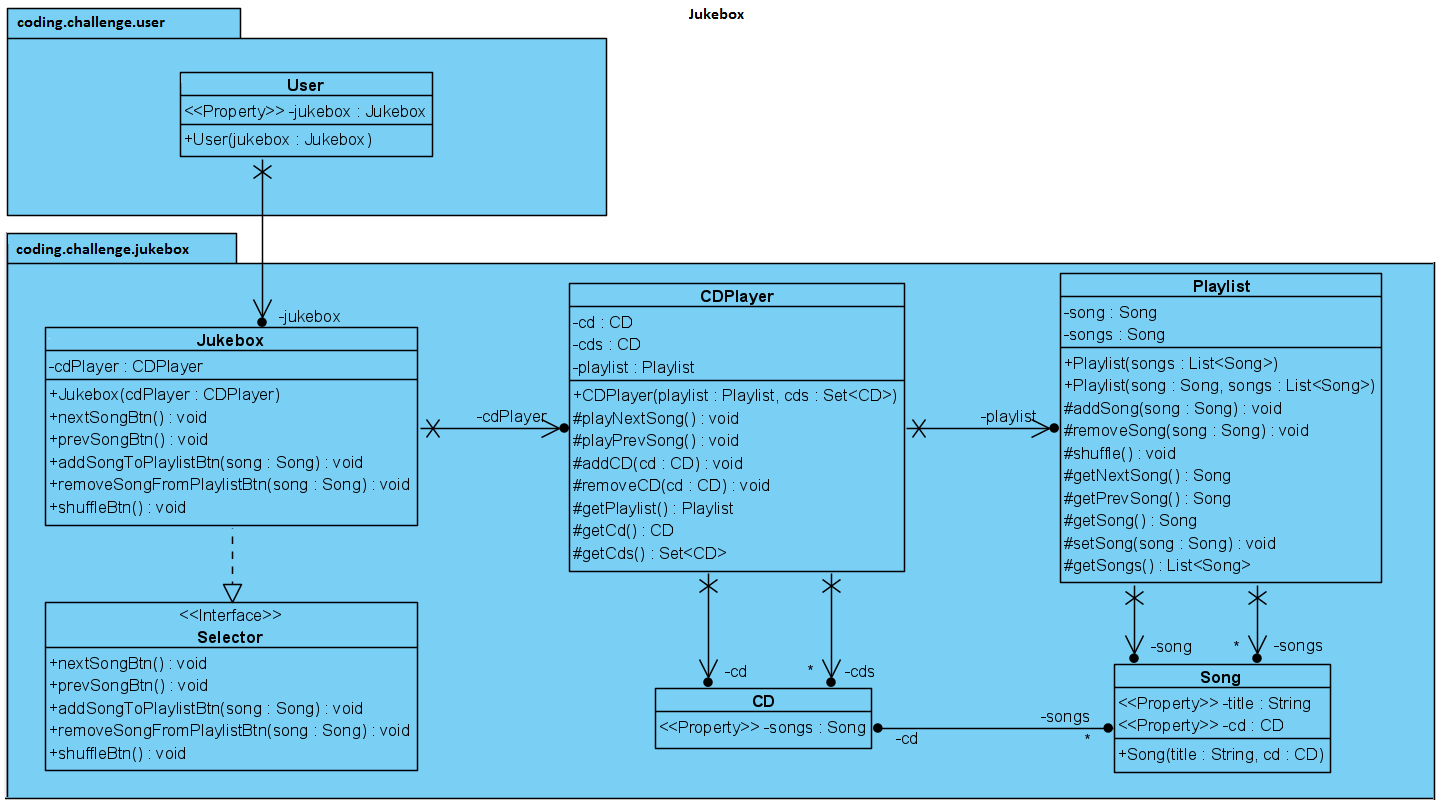 Jukebox
coding.challenge.user
User
<<Property>> -jukebox : Jukebox
+User(jukebox : Jukebox)
-jukebox
coding.challenge.jukebox
Jukebox
-cdPlayer : CDPlayer
+Jukebox(cdPlayer : CDPlayer)
+nextSongBtn() : void
+prevSongBtn() : void
+addSongToPlaylistBtn(song : Song) : void
+removeSongFromPlaylistBtn(song : Song) : void
+shuffleBtn() : void
<<Interface>>
Selector
+nextSongBtn() : void
+prevSongBtn() : void
+addSongToPlaylistBtn(song : Song) : void
+removeSongFromPlaylistBtn(song : Song) : void
+shuffleBtn() : void
-cdPlayer
CDPlayer
-cd : CD
-cds : CD
-playlist : Playlist
+CDPlayer(playlist : Playlist, cds : Set<CD>)
#playNextSong() : void
#playPrevSong() : void
#addCD(cd : CD) : void
#removeCD(cd : CD) : void
#getPlaylist() : Playlist
#getCd() : CD
#getCds() : Set<CD>
-playlist
Playlist
-song : Song
-songs : Song
+Playlist(songs : List<Song>)
+Playlist(song : Song, songs : List<Song>)
#addSong(song : Song) : void
#removeSong(song : Song) : void
#shuffle() : void
#getNextSong() : Song
#getPrevSong() : Song
#getSong() : Song
#setSong(song : Song) : void
#getSongs() : List<Song>
-cd
* -cds
-song
* -songs
CD
<<Property>> -songs : Song
-cd
-songs
*
Song
<<Property>> -title : String
<<Property>> -cd : CD
+Song(title : String, cd : CD)